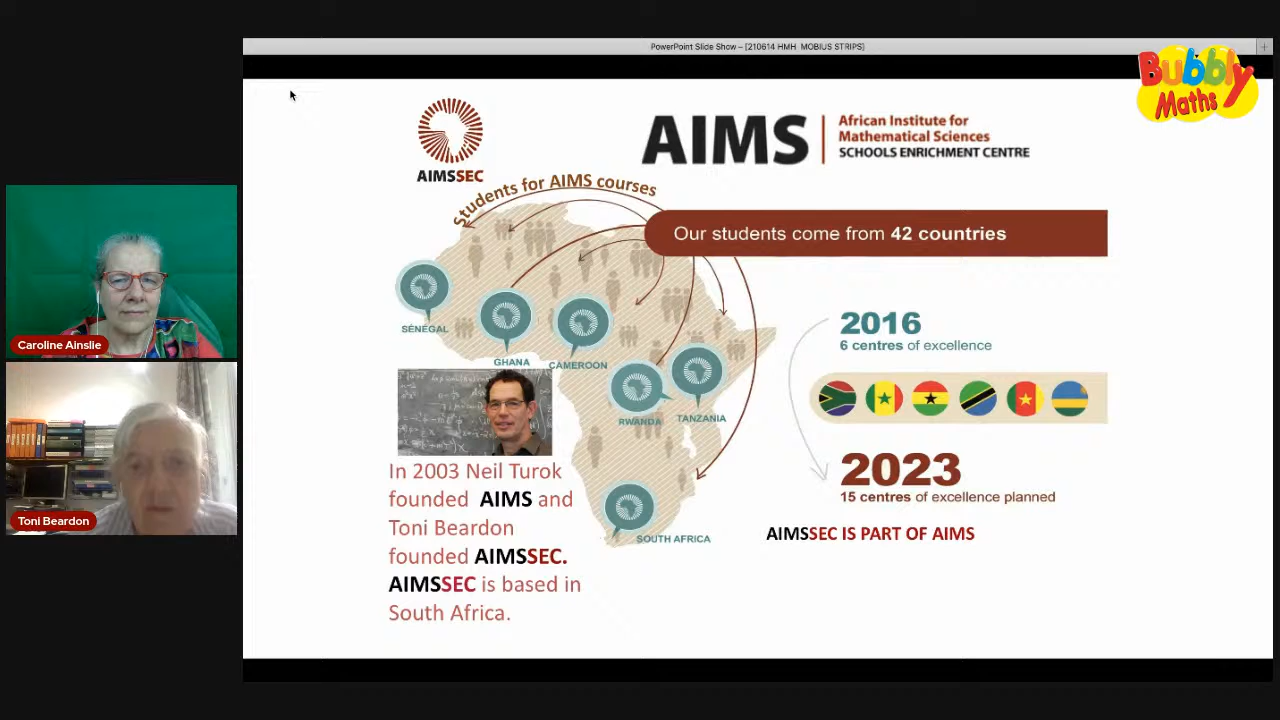 PowerPoint Slide Show – [210614 HMH MOBIUS STRIPS]
Bubbly
Maths
AIMSSEC
AIMS
African Institute for
Mathematical Sciences
SCHOOLS ENRICHMENT CENTRE
Students for AIMS courses
Our students come from 42 countries
SÉNÉGAL
GHANA
CAMEROON
RWANDA
TANZANIA
SOUTH AFRICA
2016
6 centres of excellence
2023
15 centres of excellence planned
AIMSSEC IS PART OF AIMS
In 2003 Neil Turok
founded AIMS and
Toni Beardon
founded AIMSSEC.
AIMSSEC is based in
South Africa.
Caroline Ainslie
Toni Beardon